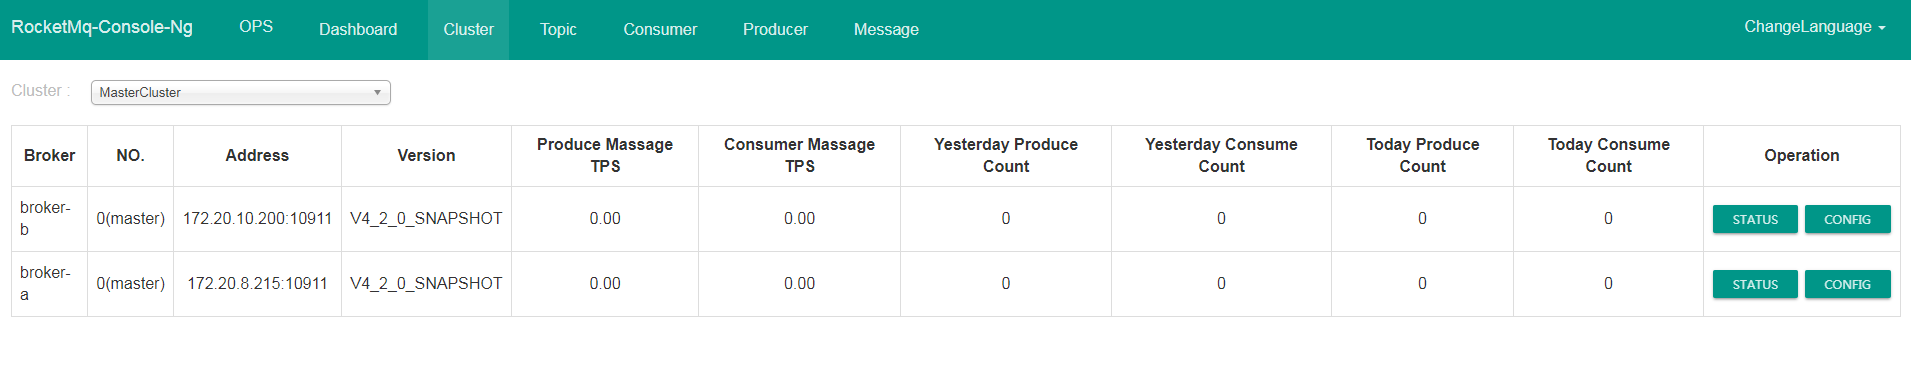 RocketMq-Console-Ng OPS Dashboard Cluster Topic Consumer Producer Message ChangeLanguage
Cluster : MasterCluster
Broker NO. Address Version Produce Massage TPS Consumer Massage TPS Yesterday Produce Count Yesterday Consume Count Today Produce Count Today Consume Count Operation
broker-b 0(master) 172.20.10.200:10911 V4_2_0_SNAPSHOT 0.00 0.00 0 0 0 0 STATUS CONFIG
broker-a 0(master) 172.20.8.215:10911 V4_2_0_SNAPSHOT 0.00 0.00 0 0 0 0 STATUS CONFIG